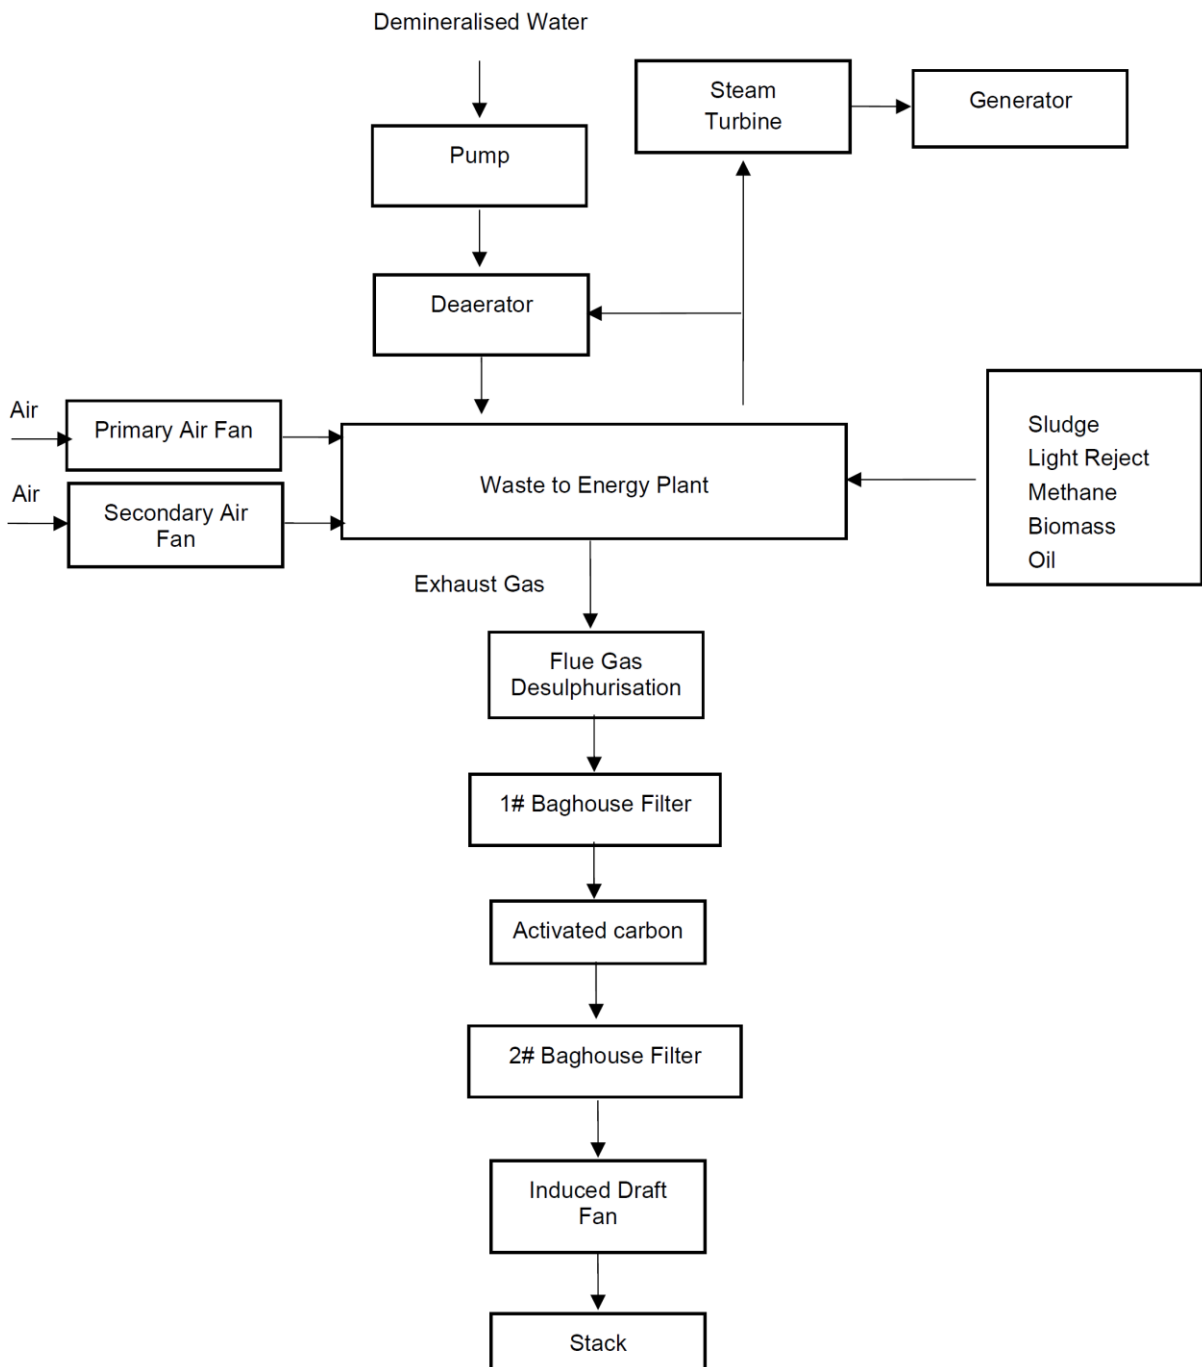 Demineralised Water
Steam
Turbine
Generator
Pump
Deaerator
Air
Primary Air Fan
Air
Secondary Air
Fan
Waste to Energy Plant
Sludge
Light Reject
Methane
Biomass
Oil
Exhaust Gas
Flue Gas
Desulphurisation
1# Baghouse Filter
Activated carbon
2# Baghouse Filter
Induced Draft
Fan
Stack